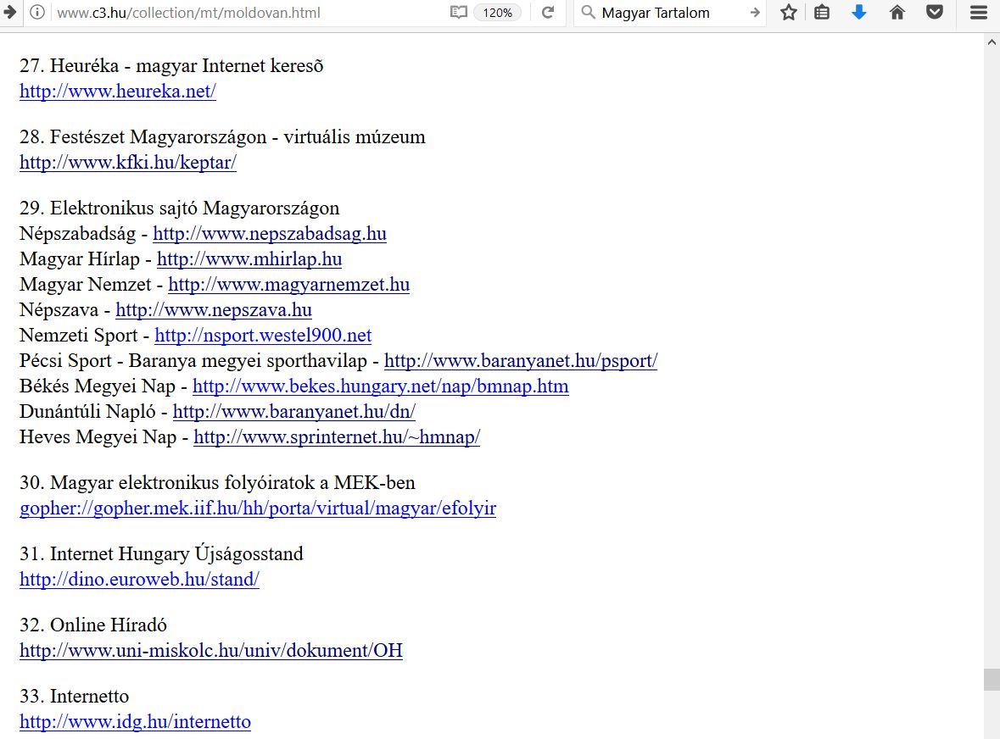 www.c3.hu/collection/mt/moldovan.html
120%
Magyar Tartalom
27. Heuréka - magyar Internet keresõ
http://www.heureka.net/
28. Festészet Magyarországon - virtuális múzeum
http://www.kfki.hu/keptar/
29. Elektronikus sajtó Magyarországon
Népszabadság - http://www.nepszabadsag.hu
Magyar Hírlap - http://www.mhirlap.hu
Magyar Nemzet - http://www.magyarnemzet.hu
Népszava - http://www.nepszava.hu
Nemzeti Sport - http://nsport.westel900.net
Pécsi Sport - Baranya megyei sporthavilap - http://www.baranyanet.hu/psport/
Békés Megyei Nap - http://www.bekes.hungary.net/nap/bmnap.htm
Dunántúli Napló - http://www.baranyanet.hu/dn/
Heves Megyei Nap - http://www.sprinternet.hu/~hmnap/
30. Magyar elektronikus folyóiratok a MEK-ben
gopher://gopher.mek.iif.hu/hh/porta/virtual/magyar/efolyir
31. Internet Hungary Újságosstand
http://dino.euroweb.hu/stand/
32. Online Híradó
http://www.uni-miskolc.hu/univ/dokument/OH
33. Internetto
http://www.idg.hu/internetto